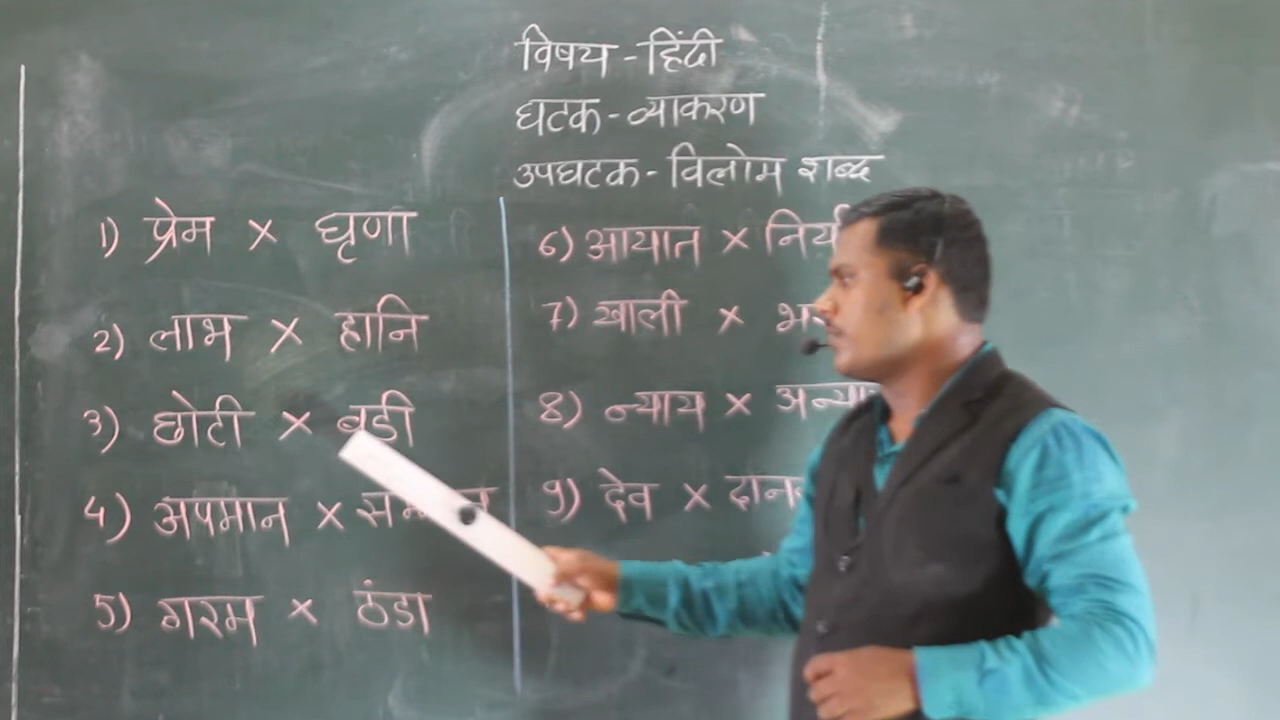 विषय - हिंदी
घटक - व्याकरण
उपघटक - विलोम शब्द
1) प्रेम × घृणा
2) लाभ × हानि
3) छोटी × बडी
4) अपमान ×
5) गरम × ठंडा
6) आयात ×
7) खाली ×
8) न्याय ×
9) देव ×